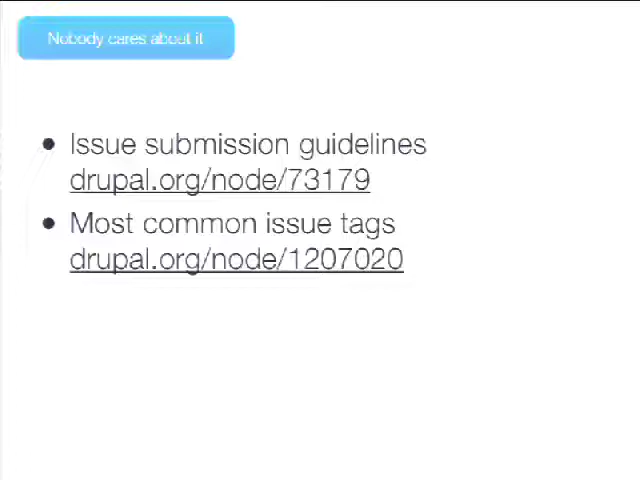 Nobody cares about it
• Issue submission guidelines
drupal.org/node/73179
• Most common issue tags
drupal.org/node/1207020